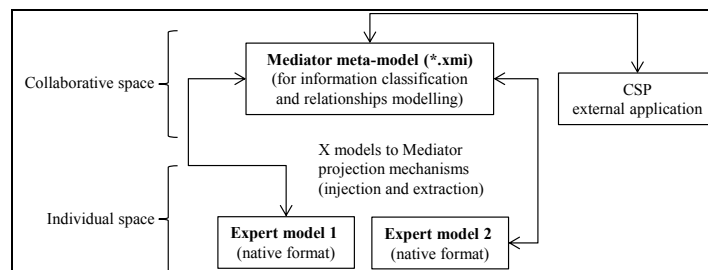 Mediator meta-model (*.xmi)
(for information classification
and relationships modelling)
Collaborative space
CSP
external application
X models to Mediator
projection mechanisms
(injection and extraction)
Individual space
Expert model 1
(native format)
Expert model 2
(native format)